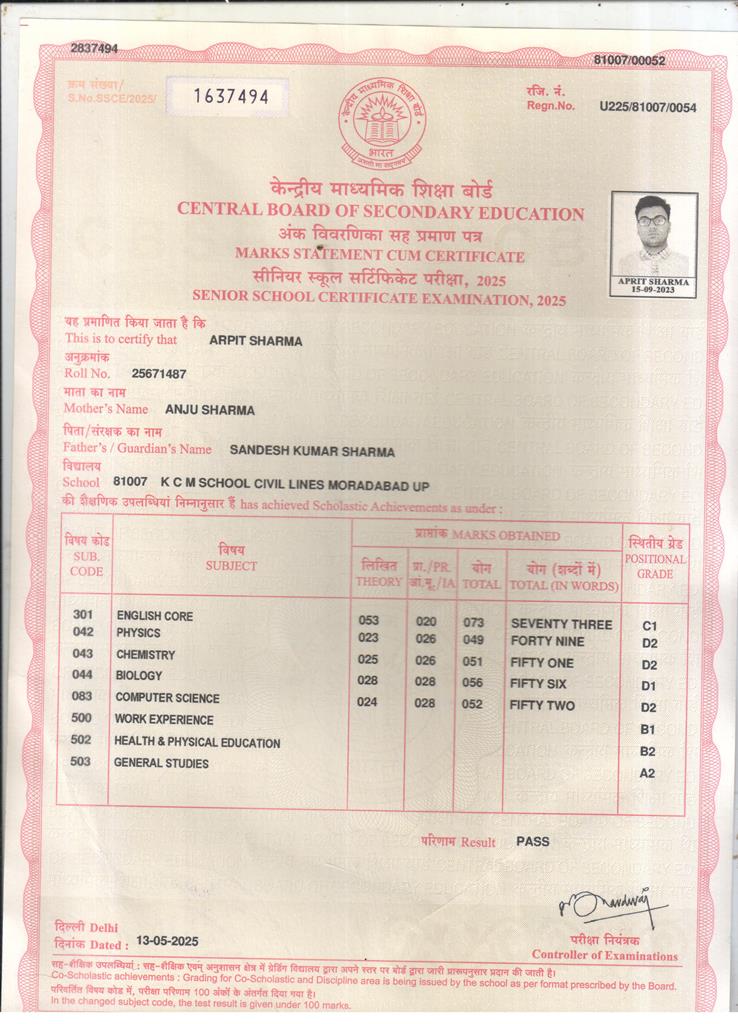 2837494
81007/00052
क्रम संख्या/
S.No.SSCE/2025/
1637494
रजि. नं.
Regn.No. U225/81007/0054
केन्द्रीय माध्यमिक शिक्षा बोर्ड
भारत
केन्द्रीय माध्यमिक शिक्षा बोर्ड
CENTRAL BOARD OF SECONDARY EDUCATION
अंक विवरणिका सह प्रमाण पत्र
MARKS STATEMENT CUM CERTIFICATE
सीनियर स्कूल सर्टिफिकेट परीक्षा, 2025
SENIOR SCHOOL CERTIFICATE EXAMINATION, 2025
APRIT SHARMA
15-09-2023
यह प्रमाणित किया जाता है कि
This is to certify that ARPIT SHARMA
अनुक्रमांक
Roll No. 25671487
माता का नाम
Mother's Name ANJU SHARMA
पिता/संरक्षक का नाम
Father's / Guardian's Name SANDESH KUMAR SHARMA
विद्यालय
School 81007 K C M SCHOOL CIVIL LINES MORADABAD UP
की शैक्षणिक उपलब्धियां निम्नानुसार हैं has achieved Scholastic Achievements as under :
विषय कोड
SUB.
CODE
विषय
SUBJECT
प्राप्तांक MARKS OBTAINED
लिखित
THEORY
प्रा./PR.
आं.मू./IA
योग
TOTAL
योग (शब्दों में)
TOTAL (IN WORDS)
स्थितीय ग्रेड
POSITIONAL
GRADE
301 ENGLISH CORE 053 020 073 SEVENTY THREE C1
042 PHYSICS 023 026 049 FORTY NINE D2
043 CHEMISTRY 025 026 051 FIFTY ONE D2
044 BIOLOGY 028 028 056 FIFTY SIX D1
083 COMPUTER SCIENCE 024 028 052 FIFTY TWO D2
500 WORK EXPERIENCE B1
502 HEALTH & PHYSICAL EDUCATION B2
503 GENERAL STUDIES A2
परिणाम Result PASS
दिल्ली Delhi
दिनांक Dated : 13-05-2025
परीक्षा नियंत्रक
Controller of Examinations
सह-शैक्षिक उपलब्धियां : सह-शैक्षिक एवम् अनुशासन क्षेत्र में ग्रेडिंग विद्यालय द्वारा अपने स्तर पर बोर्ड द्वारा जारी प्रारूपनुसार प्रदान की जाती है।
Co-Scholastic achievements : Grading for Co-Scholastic and Discipline area is being issued by the school as per format prescribed by the Board.
परिवर्तित विषय कोड में, परीक्षा परिणाम 100 अंकों के अंतर्गत दिया गया है।
In the changed subject code, the test result is given under 100 marks.